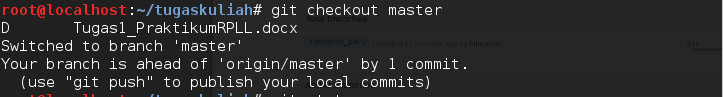 root@localhost:~/tugaskuliah# git checkout master
D       Tugas1_PraktikumRPLL.docx
Switched to branch 'master'
Your branch is ahead of 'origin/master' by 1 commit.
  (use "git push" to publish your local commits)